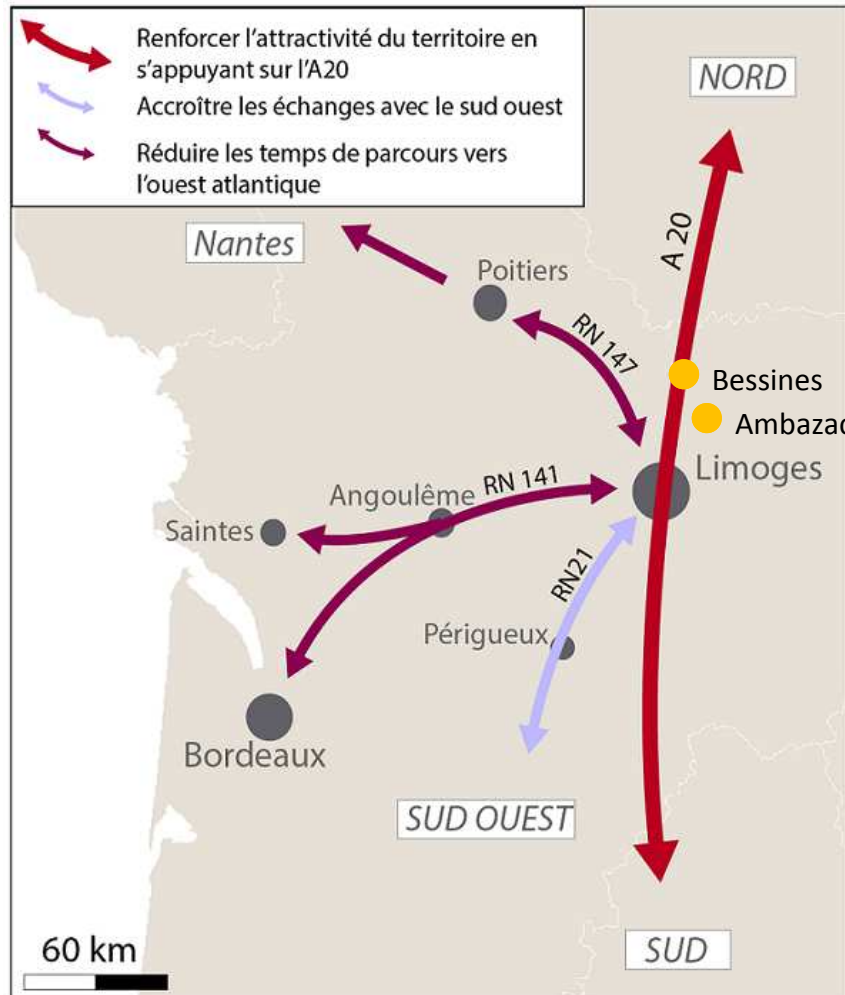 Renforcer l'attractivité du territoire en
s'appuyant sur l'A20
Accroître les échanges avec le sud ouest
Réduire les temps de parcours vers
l'ouest atlantique
NORD
Nantes
A 20
Poitiers
RN 147
Bessines
Limoges
RN 141
Angoulême
Saintes
RN21
Périgueux
Bordeaux
SUD OUEST
SUD
60 km